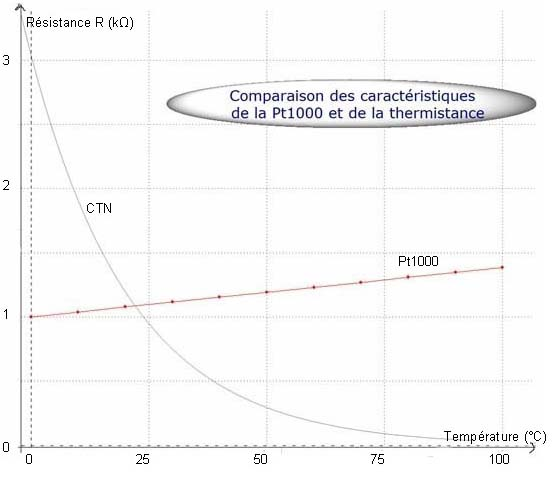 Résistance R (kΩ)
3
Comparaison des caractéristiques
de la Pt1000 et de la thermistance
2
CTN
Pt1000
1
Température (°C)
0
0 25 50 75 100